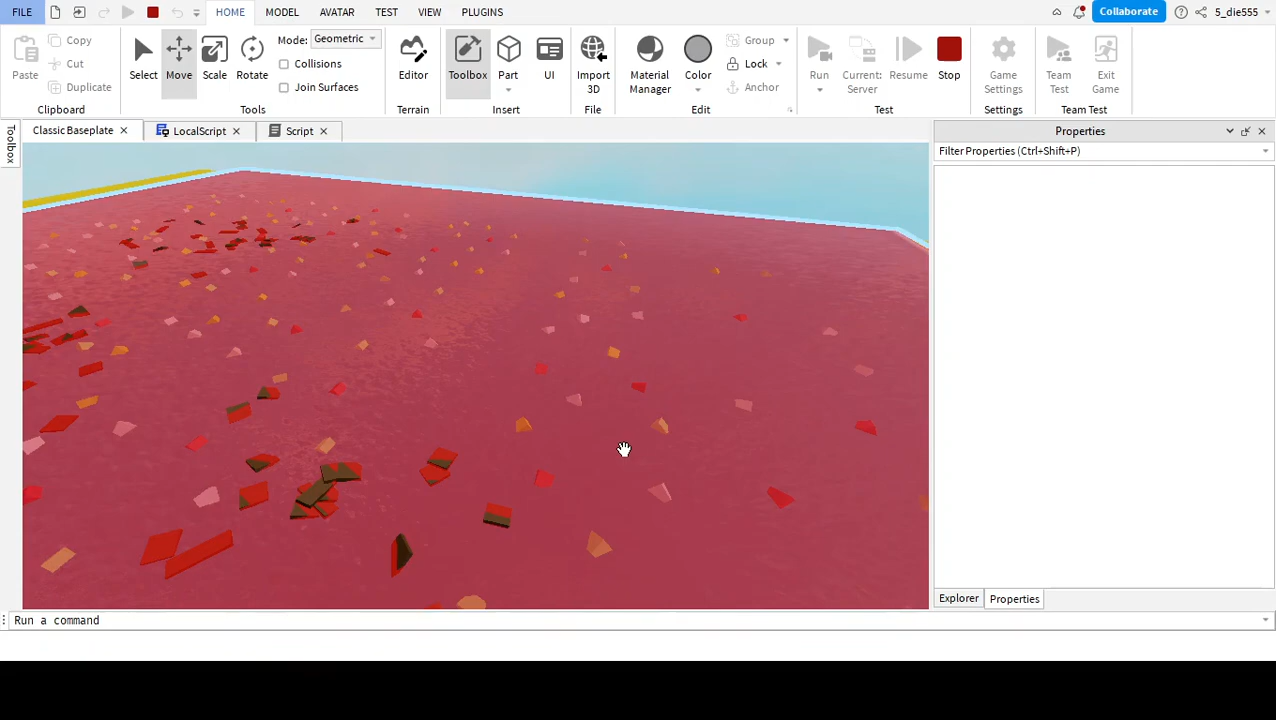 FILE HOME MODEL AVATAR TEST VIEW PLUGINS Collaborate 5_die555
Paste Copy Cut Duplicate
Clipboard
Select Move Scale Rotate
Mode: Geometric
Collisions
Join Surfaces
Tools
Editor
Terrain
Toolbox Part UI
Insert
Import 3D
File
Material Manager Color
Group
Lock
Anchor
Edit
Run Current: Server Resume Stop
Test
Game Settings
Settings
Team Test Exit Game
Team Test
Toolbox
Classic Baseplate LocalScript Script
Properties
Filter Properties (Ctrl+Shift+P)
Explorer Properties
Run a command